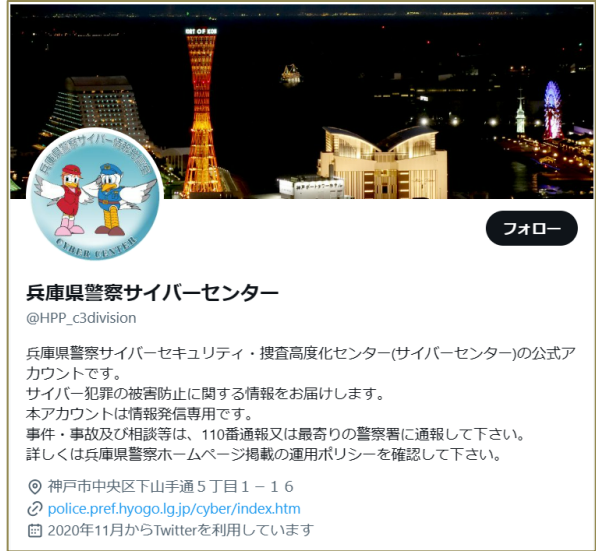 PORT OF KOBE
兵庫県警察サイバーセンター
CYBER CENTER
フォロー
兵庫県警察サイバーセンター
@HPP_c3division
兵庫県警察サイバーセキュリティ・捜査高度化センター(サイバーセンター)の公式ア
カウントです。
サイバー犯罪の被害防止に関する情報をお届けします。
本アカウントは情報発信専用です。
事件・事故及び相談等は、110番通報又は最寄りの警察署に通報して下さい。
詳しくは兵庫県警察ホームページ掲載の運用ポリシーを確認して下さい。
神戸市中央区下山手通5丁目1－16
police.pref.hyogo.lg.jp/cyber/index.htm
2020年11月からTwitterを利用しています